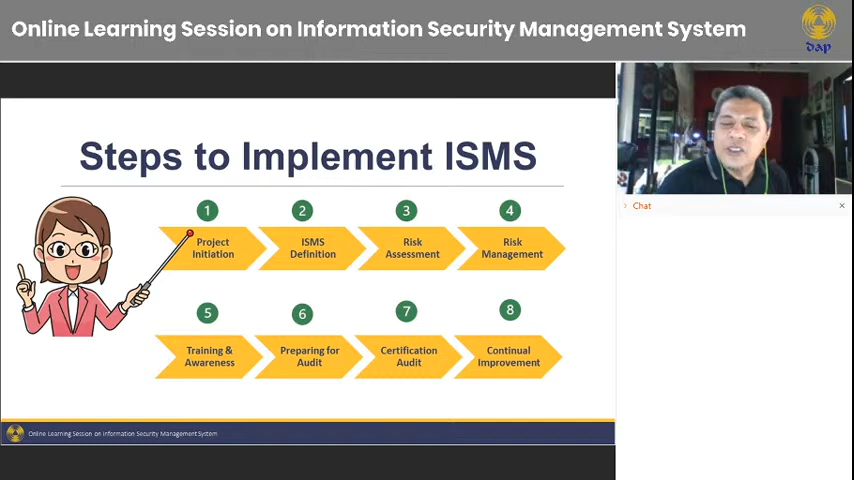 Online Learning Session on Information Security Management System
dap
Steps to Implement ISMS
1
2
3
4
Project
Initiation
ISMS
Definition
Risk
Assessment
Risk
Management
5
6
7
8
Training &
Awareness
Preparing for
Audit
Certification
Audit
Continual
Improvement
Online Learning Session on Information Security Management System
Chat